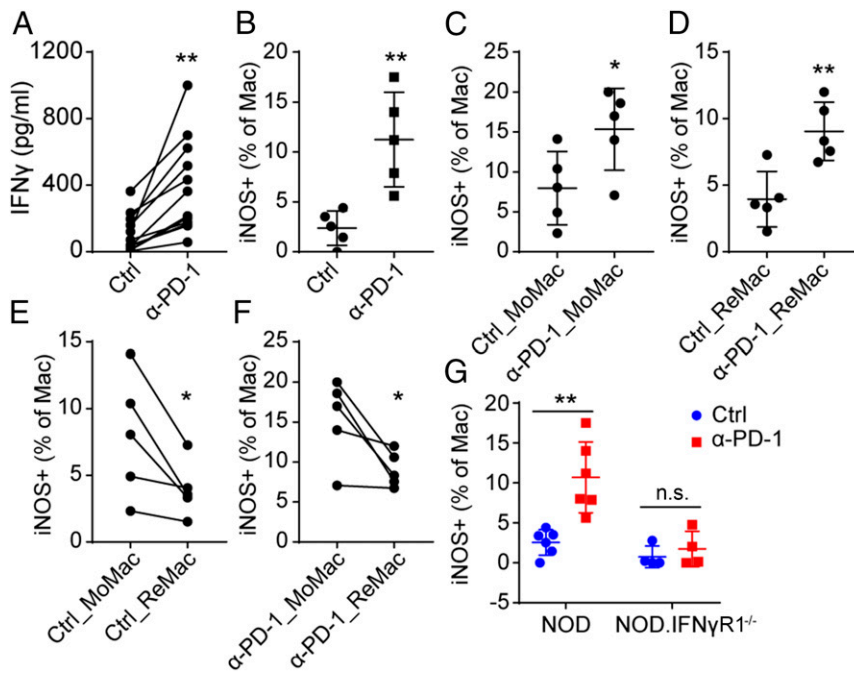 A
IFNγ (pg/ml)
1200
800
400
0
**
Ctrl
α-PD-1
B
iNOS+ (% of Mac)
20
15
10
5
0
**
Ctrl
α-PD-1
C
iNOS+ (% of Mac)
25
20
15
10
5
0
*
Ctrl_MoMac
α-PD-1_MoMac
D
iNOS+ (% of Mac)
15
10
5
0
**
Ctrl_ReMac
α-PD-1_ReMac
E
iNOS+ (% of Mac)
15
10
5
0
*
Ctrl_MoMac
Ctrl_ReMac
F
iNOS+ (% of Mac)
25
20
15
10
5
0
*
α-PD-1_MoMac
α-PD-1_ReMac
G
iNOS+ (% of Mac)
20
15
10
5
0
-5
**
n.s.
Ctrl
α-PD-1
NOD
NOD.IFNγR1-/-